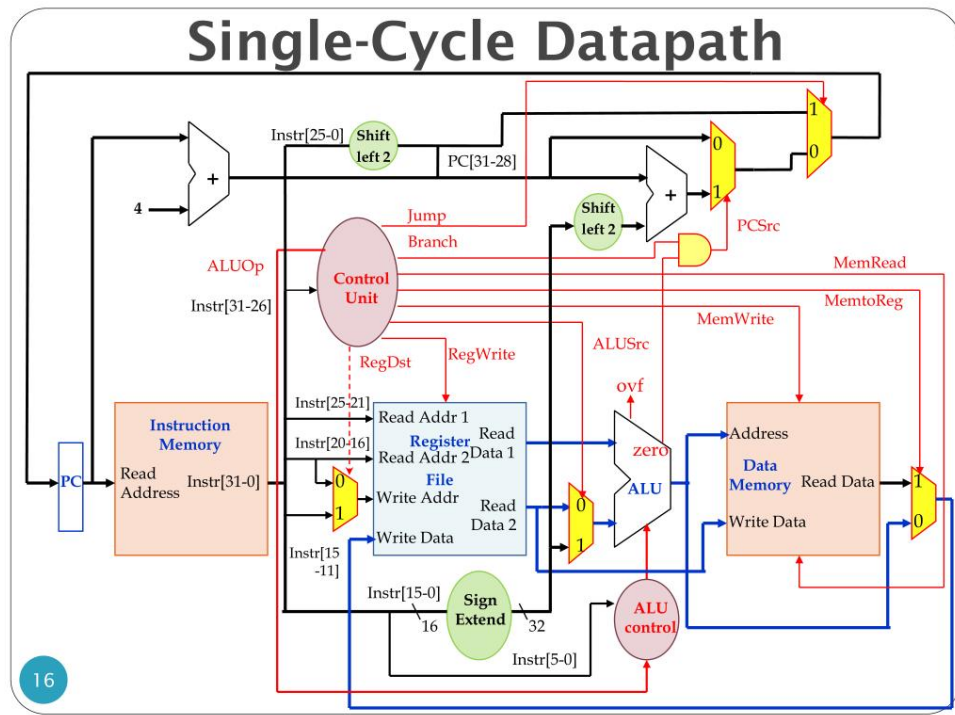 Single-Cycle Datapath
Instr[25-0]
Shift
left 2
PC[31-28]
1
0
0
1
+
4
Shift
left 2
+
PCSrc
Jump
Branch
ALUOp
Control
Unit
Instr[31-26]
MemRead
MemtoReg
MemWrite
ALUSrc
RegDst
RegWrite
ovf
zero
Instr[25-21]
Instr[20-16]
Instruction
Memory
PC
Read
Address
Instr[31-0]
0
1
Instr[15
-11]
Read Addr 1
Register
Read Addr 2
File
Write Addr
Write Data
Read
Data 1
Read
Data 2
0
1
ALU
Address
Data
Memory
Read Data
Write Data
1
0
Instr[15-0]
16
Sign
Extend
32
Instr[5-0]
ALU
control
16